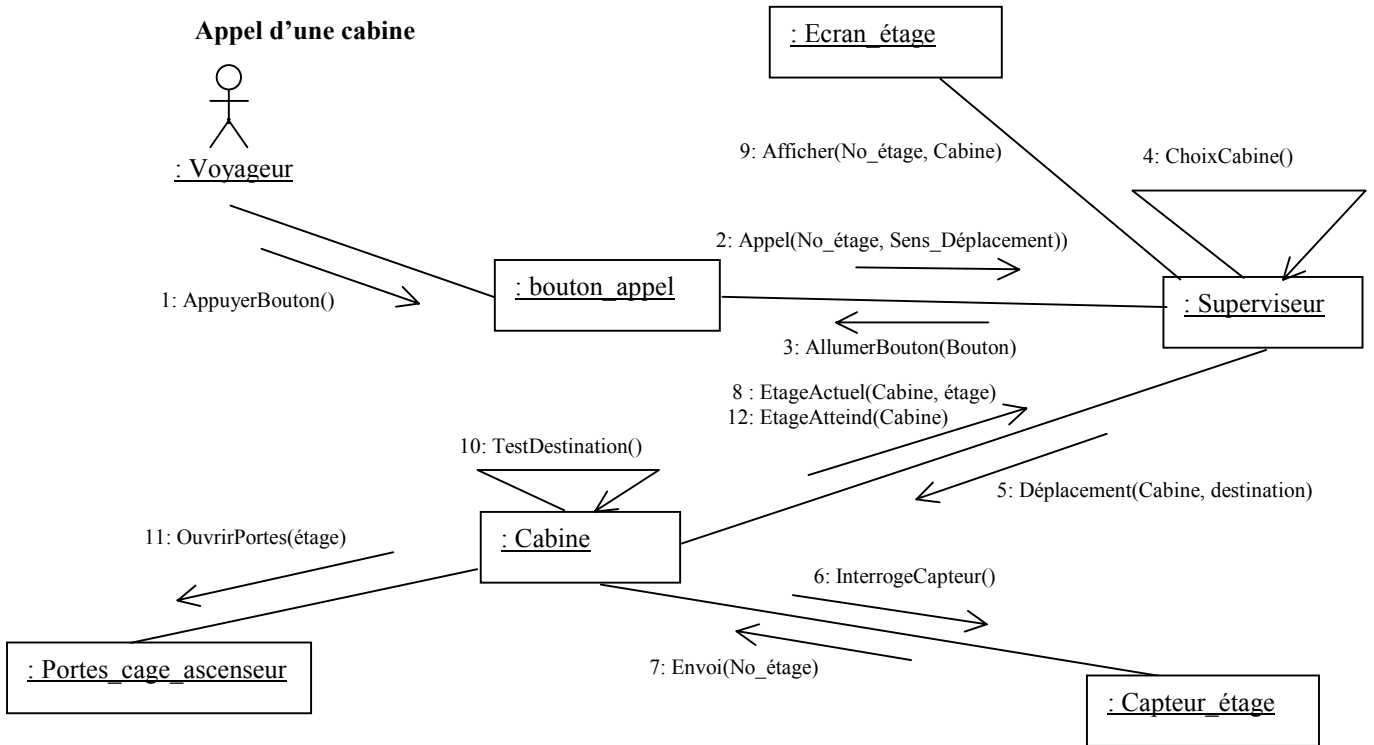 Appel d’une cabine
: Ecran_étage
: Voyageur
9: Afficher(No_étage, Cabine)
4: ChoixCabine()
2: Appel(No_étage, Sens_Déplacement))
1: AppuyerBouton()
: bouton_appel
: Superviseur
3: AllumerBouton(Bouton)
8 : EtageActuel(Cabine, étage)
12: EtageAtteind(Cabine)
10: TestDestination()
5: Déplacement(Cabine, destination)
11: OuvrirPortes(étage)
: Cabine
6: InterrogeCapteur()
: Portes_cage_ascenseur
7: Envoi(No_étage)
: Capteur_étage